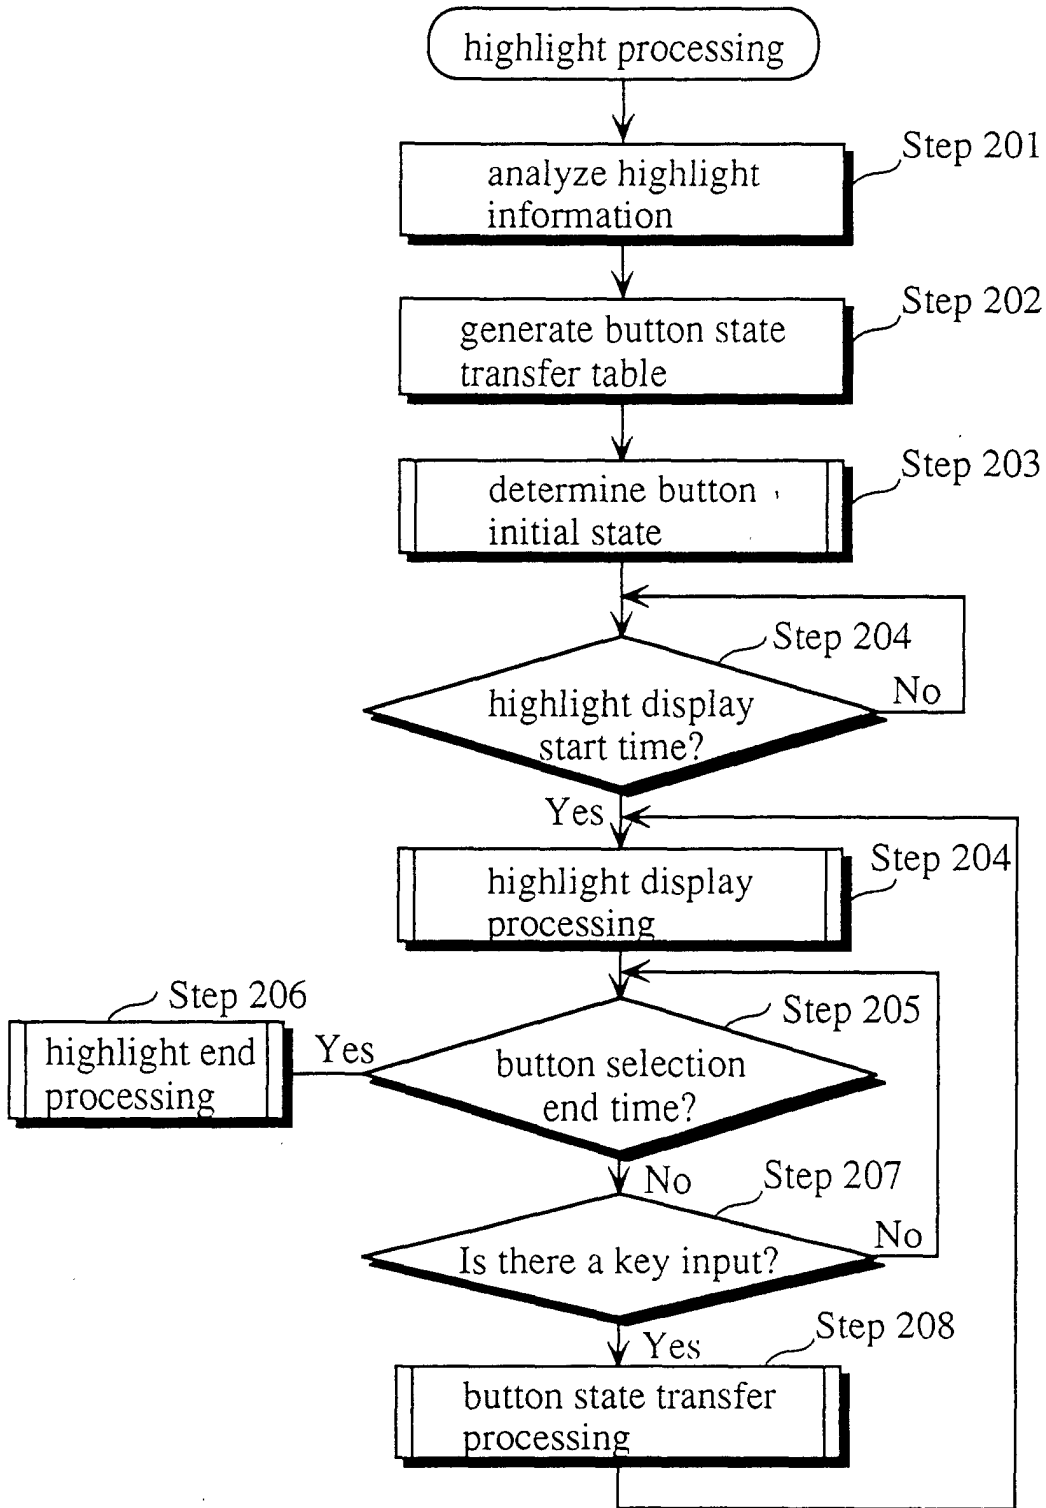 highlight processing
Step 201
analyze highlight
information
Step 202
generate button state
transfer table
Step 203
determine button
initial state
Step 204
No
highlight display
start time?
Yes
Step 204
highlight display
processing
Step 206
highlight end
processing
Yes
Step 205
button selection
end time?
No
Step 207
No
Is there a key input?
Yes
Step 208
button state transfer
processing